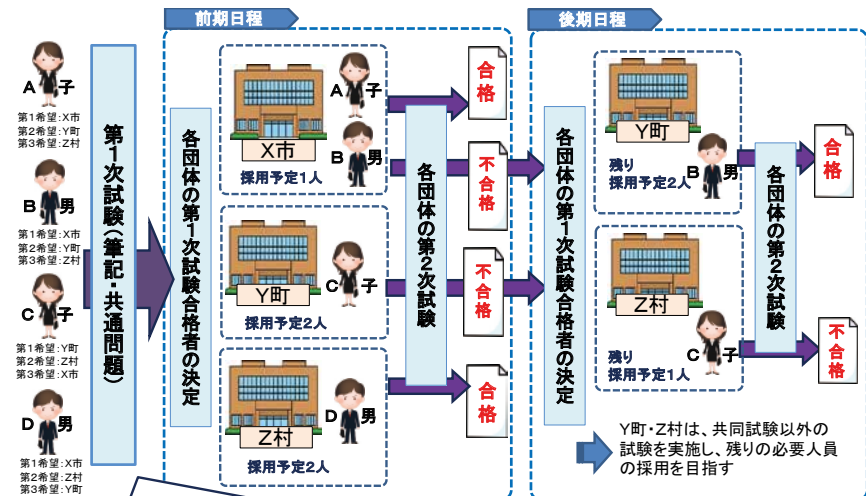 前期日程
後期日程
A子
第1希望:X市
第2希望:Y町
第3希望:Z村
B男
第1希望:X市
第2希望:Y町
第3希望:Z村
C子
第1希望:Y町
第2希望:Z村
第3希望:X市
D男
第1希望:X市
第2希望:Z村
第3希望:Y町
第1次試験(筆記・共通問題)
各団体の第1次試験合格者の決定
X市
採用予定1人
A子
B男
Y町
採用予定2人
C子
Z村
採用予定2人
D男
各団体の第2次試験
合格
不合格
不合格
合格
各団体の第1次試験合格者の決定
Y町
残り
採用予定2人
B男
Z村
残り
採用予定1人
C子
各団体の第2次試験
合格
不合格
Y町・Z村は、共同試験以外の
試験を実施し、残りの必要人員
の採用を目指す